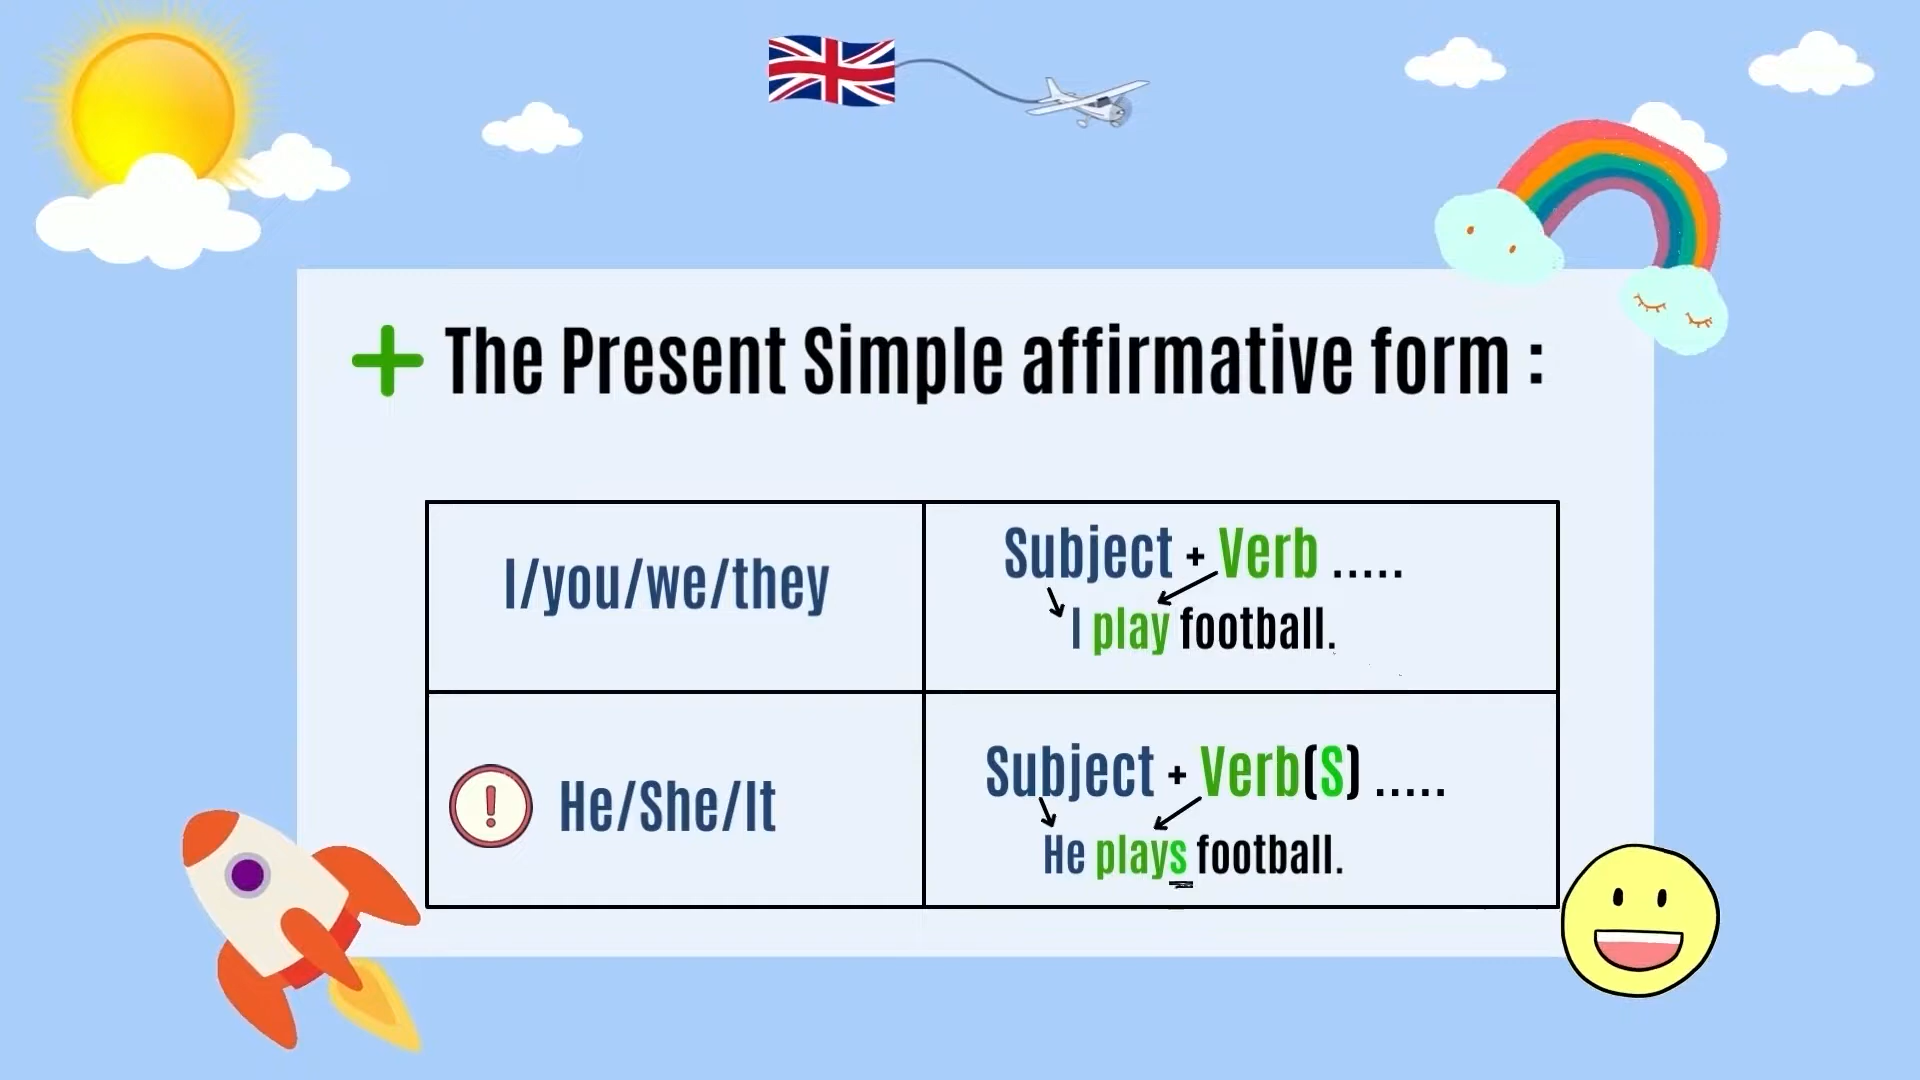 + The Present Simple affirmative form :
I/you/we/they
Subject + Verb .....
I play football.
! He/She/It
Subject + Verb(S) .....
He plays football.